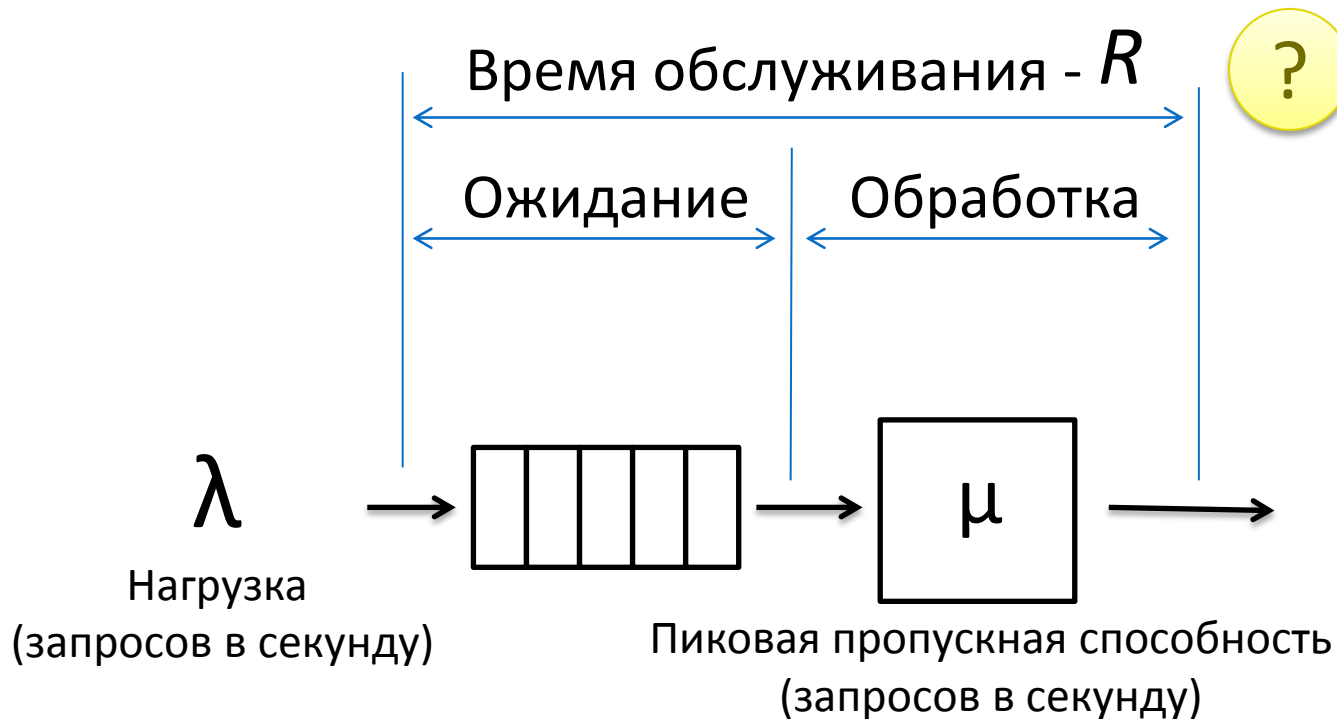 Время обслуживания - R
?
Ожидание
Обработка
λ
μ
Нагрузка
(запросов в секунду)
Пиковая пропускная способность
(запросов в секунду)